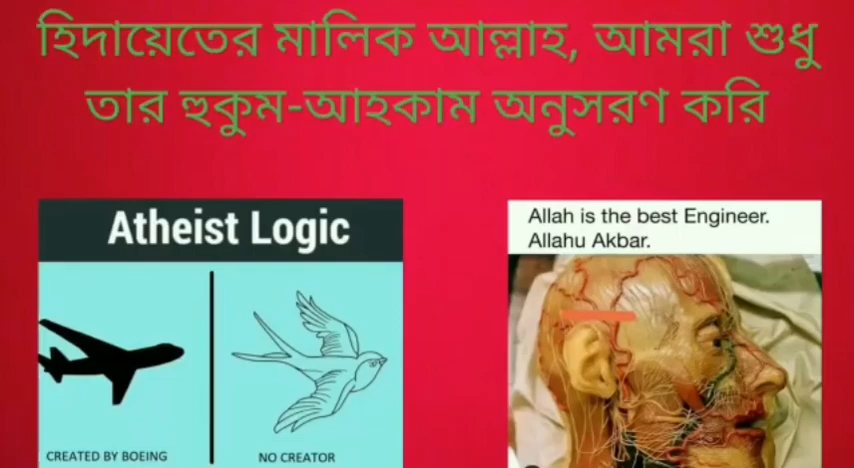 হিদায়েতের মালিক আল্লাহ, আমরা শুধু
তার হুকুম-আহকাম অনুসরণ করি
Atheist Logic
CREATED BY BOEING
NO CREATOR
Allah is the best Engineer.
Allahu Akbar.